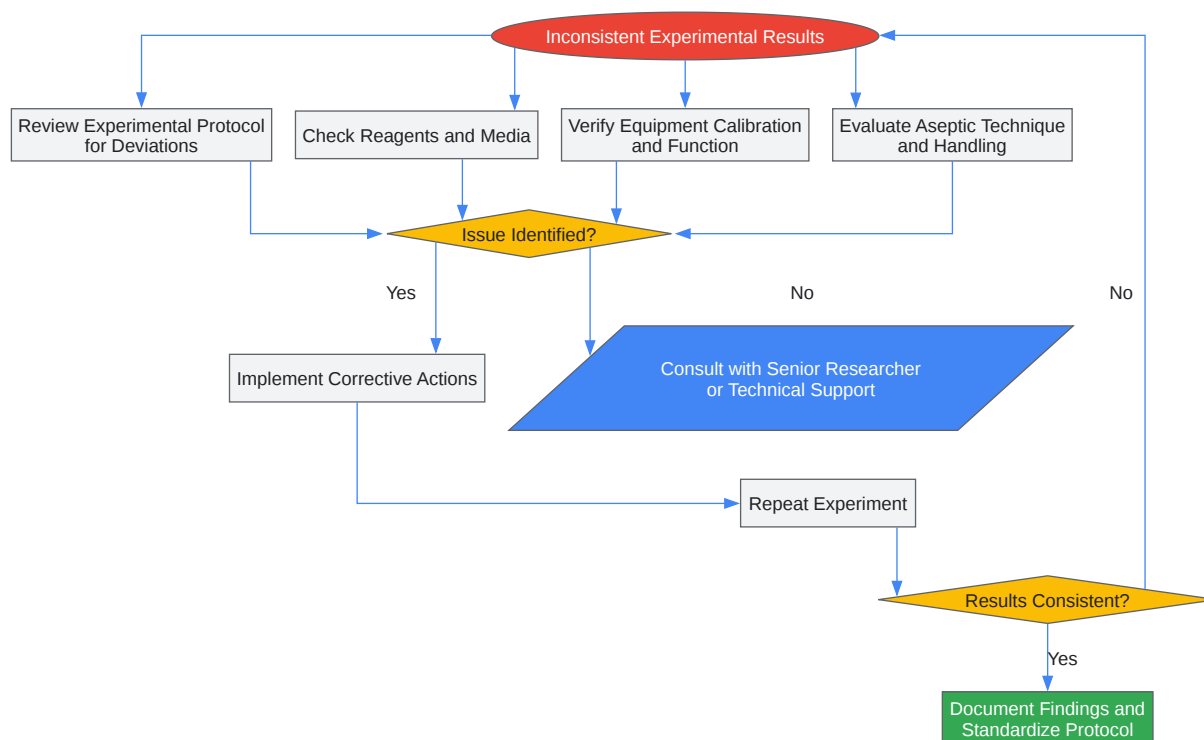 Inconsistent Experimental Results
Review Experimental Protocol
for Deviations
Check Reagents and Media
Verify Equipment Calibration
and Function
Evaluate Aseptic Technique
and Handling
Issue Identified?
Yes
No
No
Implement Corrective Actions
Consult with Senior Researcher
or Technical Support
Repeat Experiment
Results Consistent?
Yes
Document Findings and
Standardize Protocol